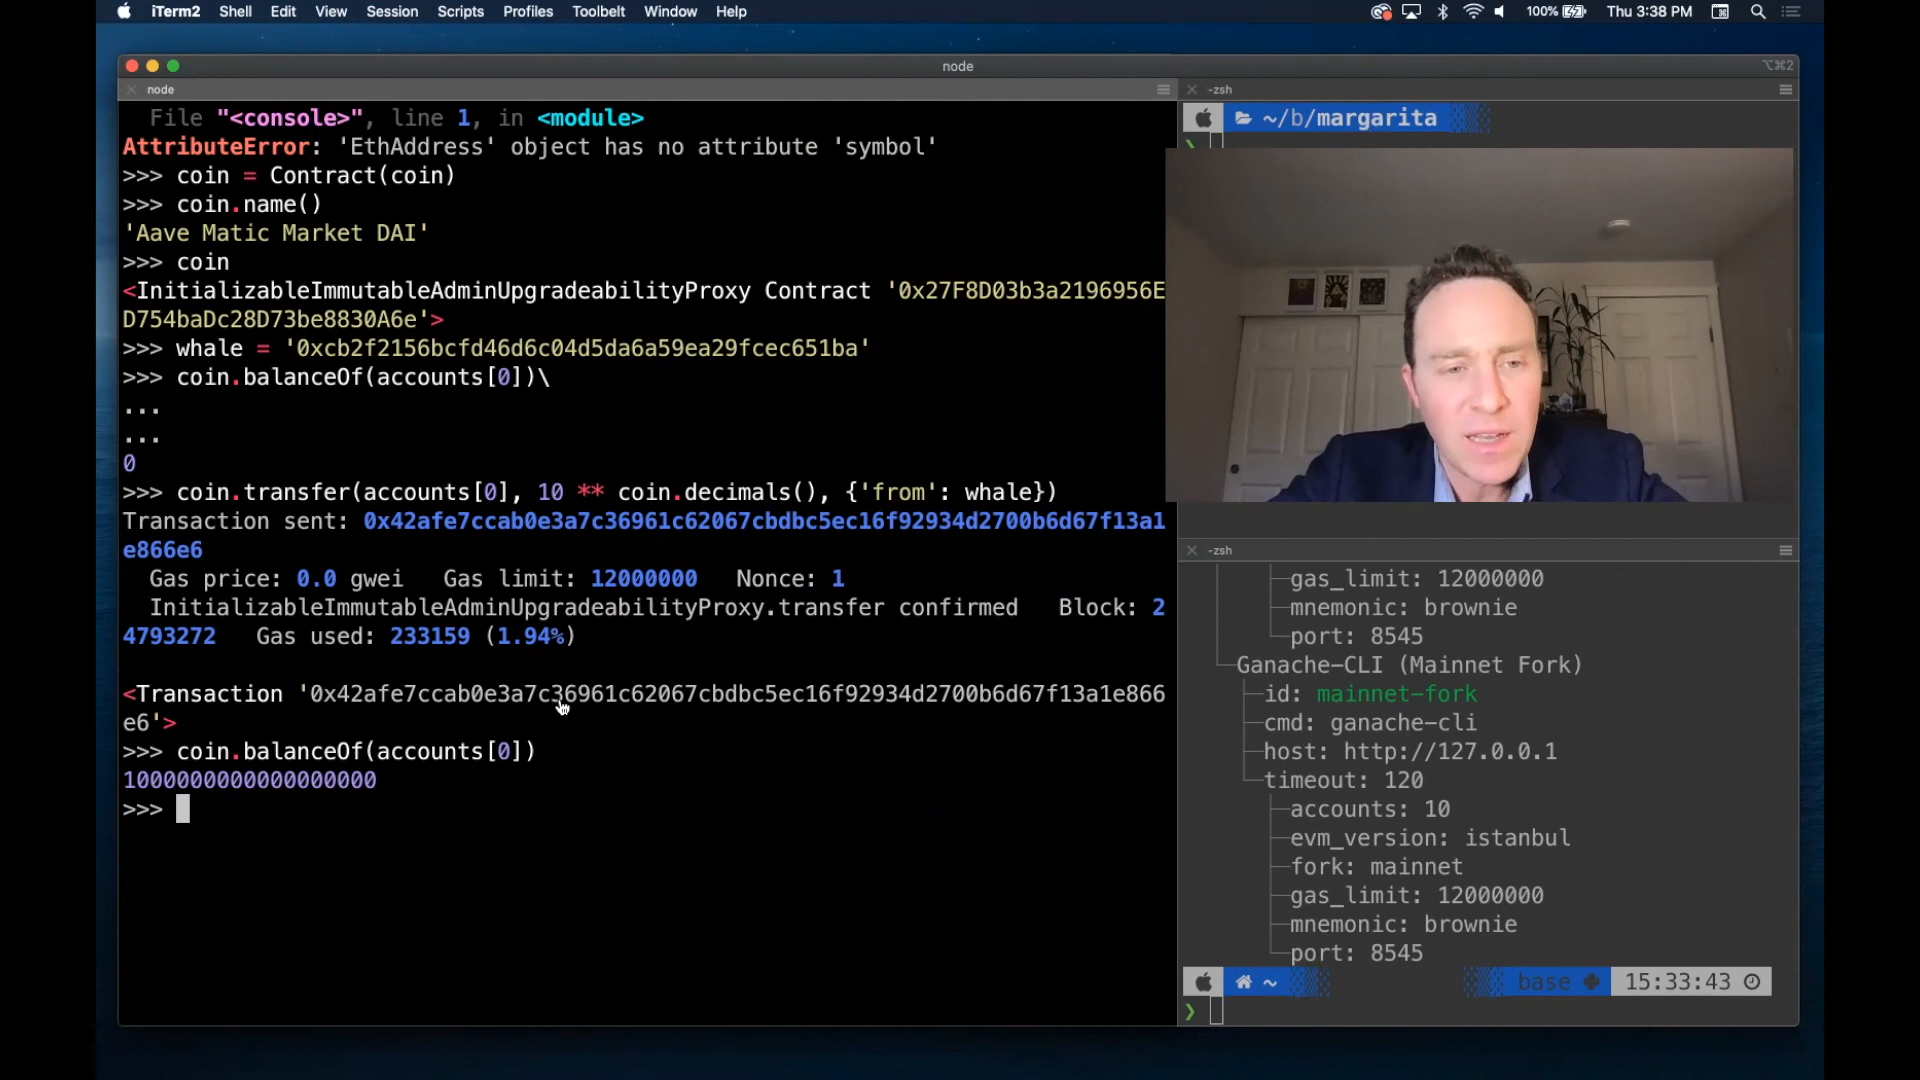 iTerm2 Shell Edit View Session Scripts Profiles Toolbelt Window Help 100% Thu 3:38 PM
node ⌥⌘2
node
File "<console>", line 1, in <module>
AttributeError: 'EthAddress' object has no attribute 'symbol'
>>> coin = Contract(coin)
>>> coin.name()
'Aave Matic Market DAI'
>>> coin
<InitializableImmutableAdminUpgradeabilityProxy Contract '0x27F8D03b3a2196956E
D754baDc28D73be8830A6e'>
>>> whale = '0xcb2f2156bcfd46d6c04d5da6a59ea29fcec651ba'
>>> coin.balanceOf(accounts[0])\
...
...
0
>>> coin.transfer(accounts[0], 10 ** coin.decimals(), {'from': whale})
Transaction sent: 0x42afe7ccab0e3a7c36961c62067cbdbc5ec16f92934d2700b6d67f13a1
e866e6
Gas price: 0.0 gwei Gas limit: 12000000 Nonce: 1
InitializableImmutableAdminUpgradeabilityProxy.transfer confirmed Block: 2
4793272 Gas used: 233159 (1.94%)
<Transaction '0x42afe7ccab0e3a7c36961c62067cbdbc5ec16f92934d2700b6d67f13a1e866
e6'>
>>> coin.balanceOf(accounts[0])
1000000000000000000
>>>
-zsh
~/b/margarita
❯
-zsh
gas_limit: 12000000
mnemonic: brownie
port: 8545
Ganache-CLI (Mainnet Fork)
id: mainnet-fork
cmd: ganache-cli
host: http://127.0.0.1
timeout: 120
accounts: 10
evm_version: istanbul
fork: mainnet
gas_limit: 12000000
mnemonic: brownie
port: 8545
~ base 15:33:43
❯